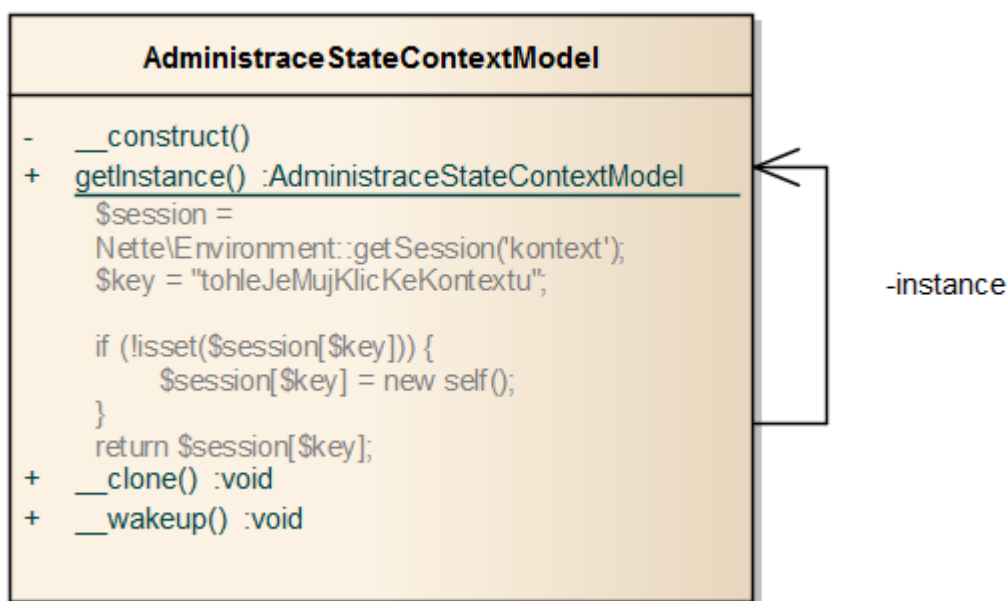 AdministraceStateContextModel
- __construct()
+ getInstance() :AdministraceStateContextModel
$session =
Nette\Environment::getSession('kontext');
$key = "tohleJeMujKlicKeKontextu";
if (!isset($session[$key])) {
$session[$key] = new self();
}
return $session[$key];
+ __clone() :void
+ __wakeup() :void
-instance